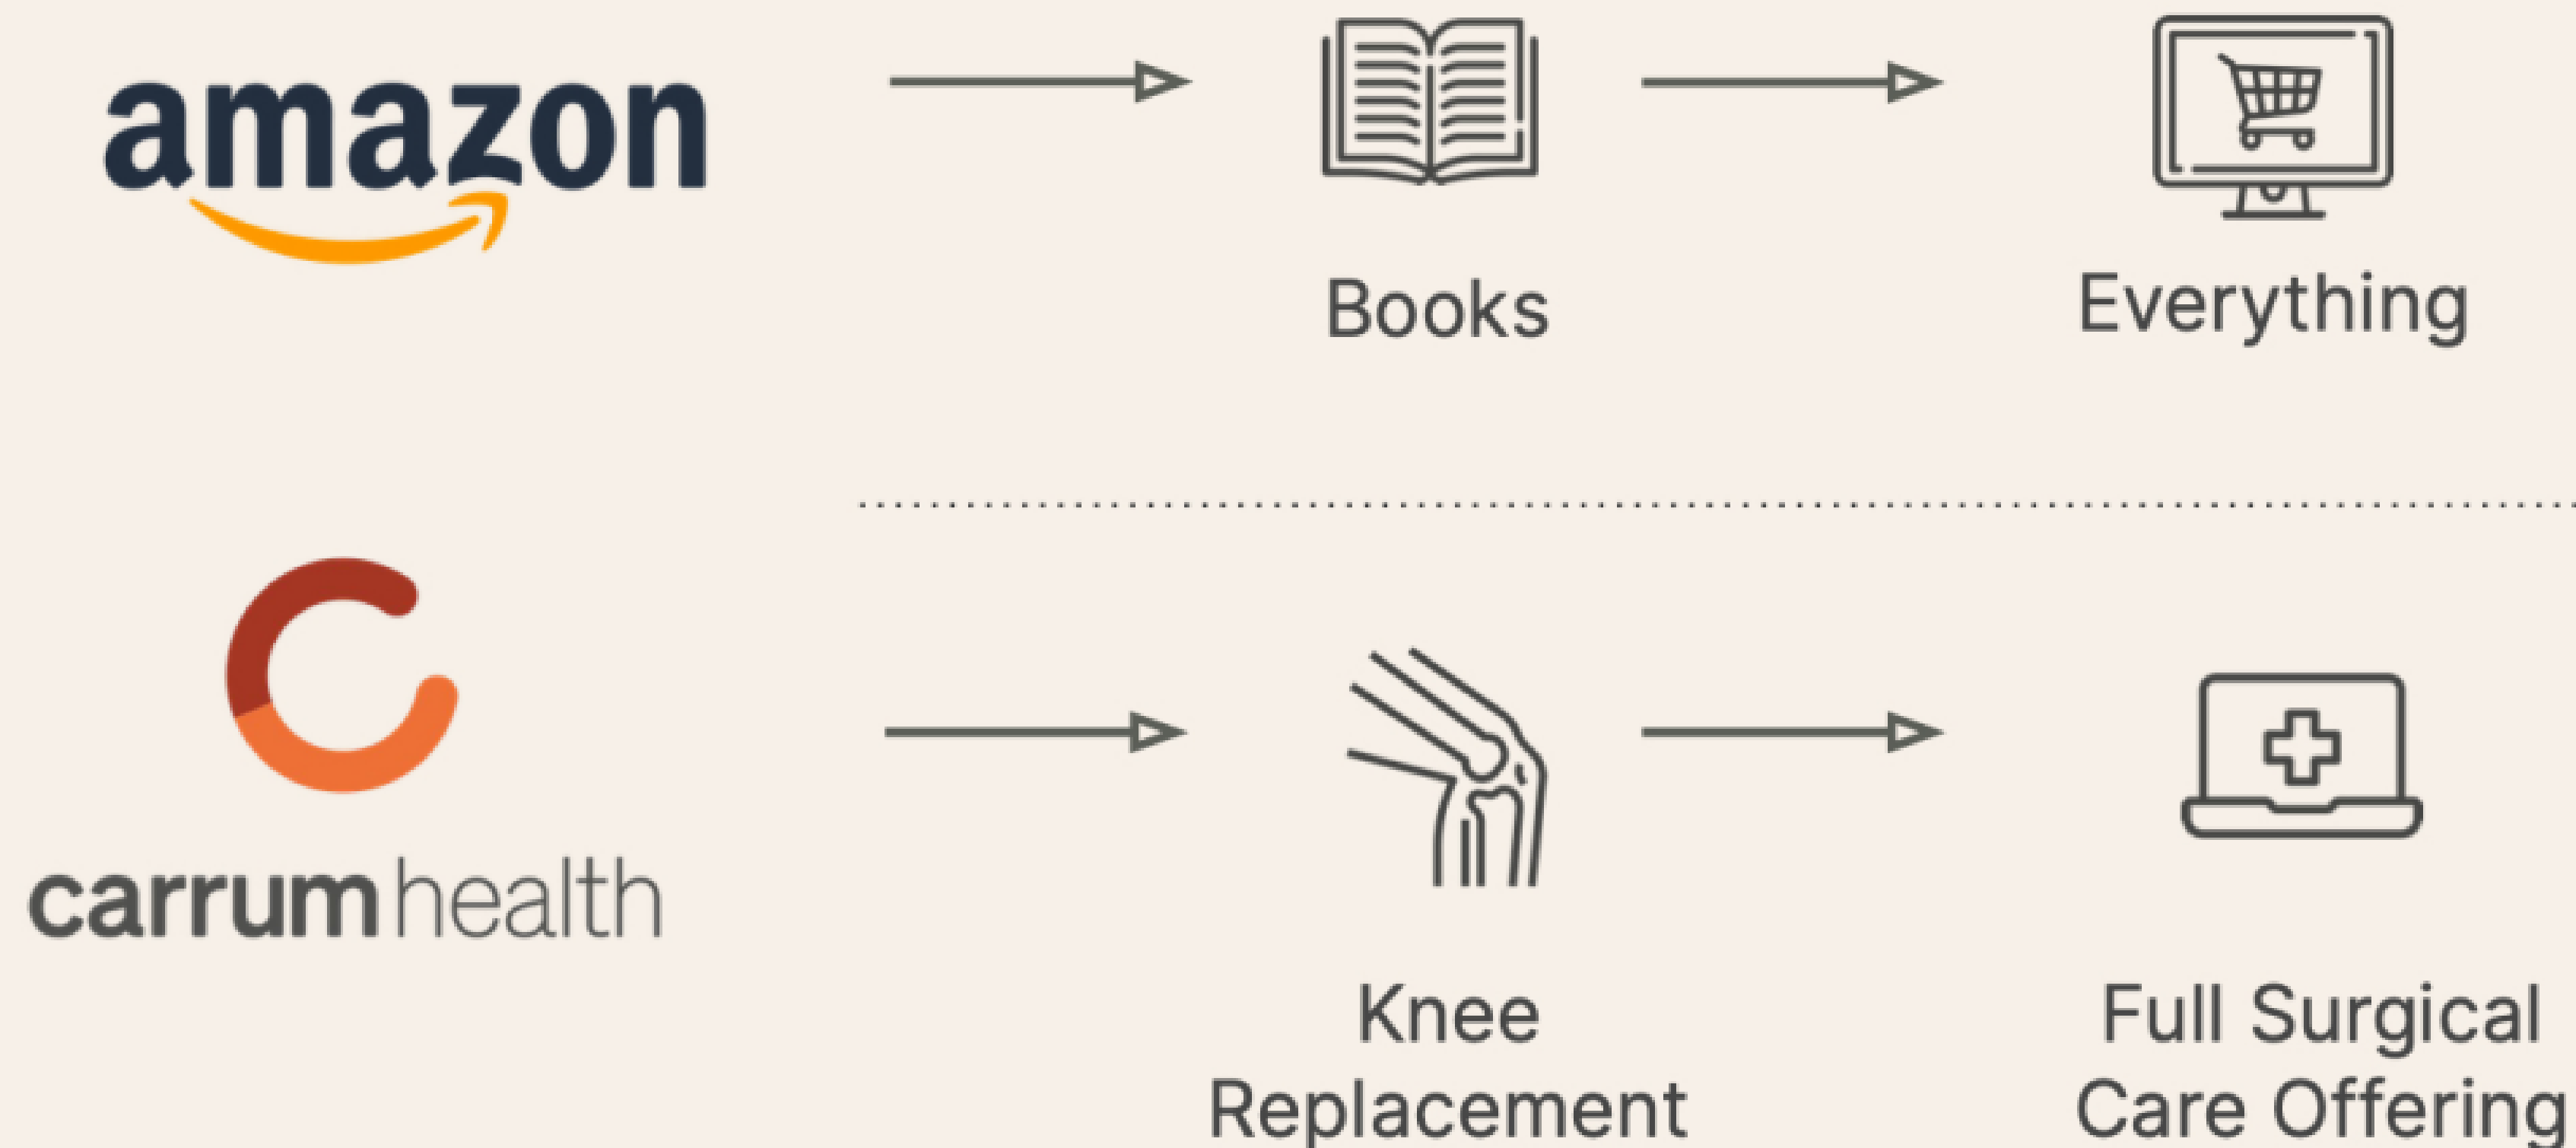 amazon
Books
Everything
carrum health
Knee
Replacement
Full Surgical
Care Offering